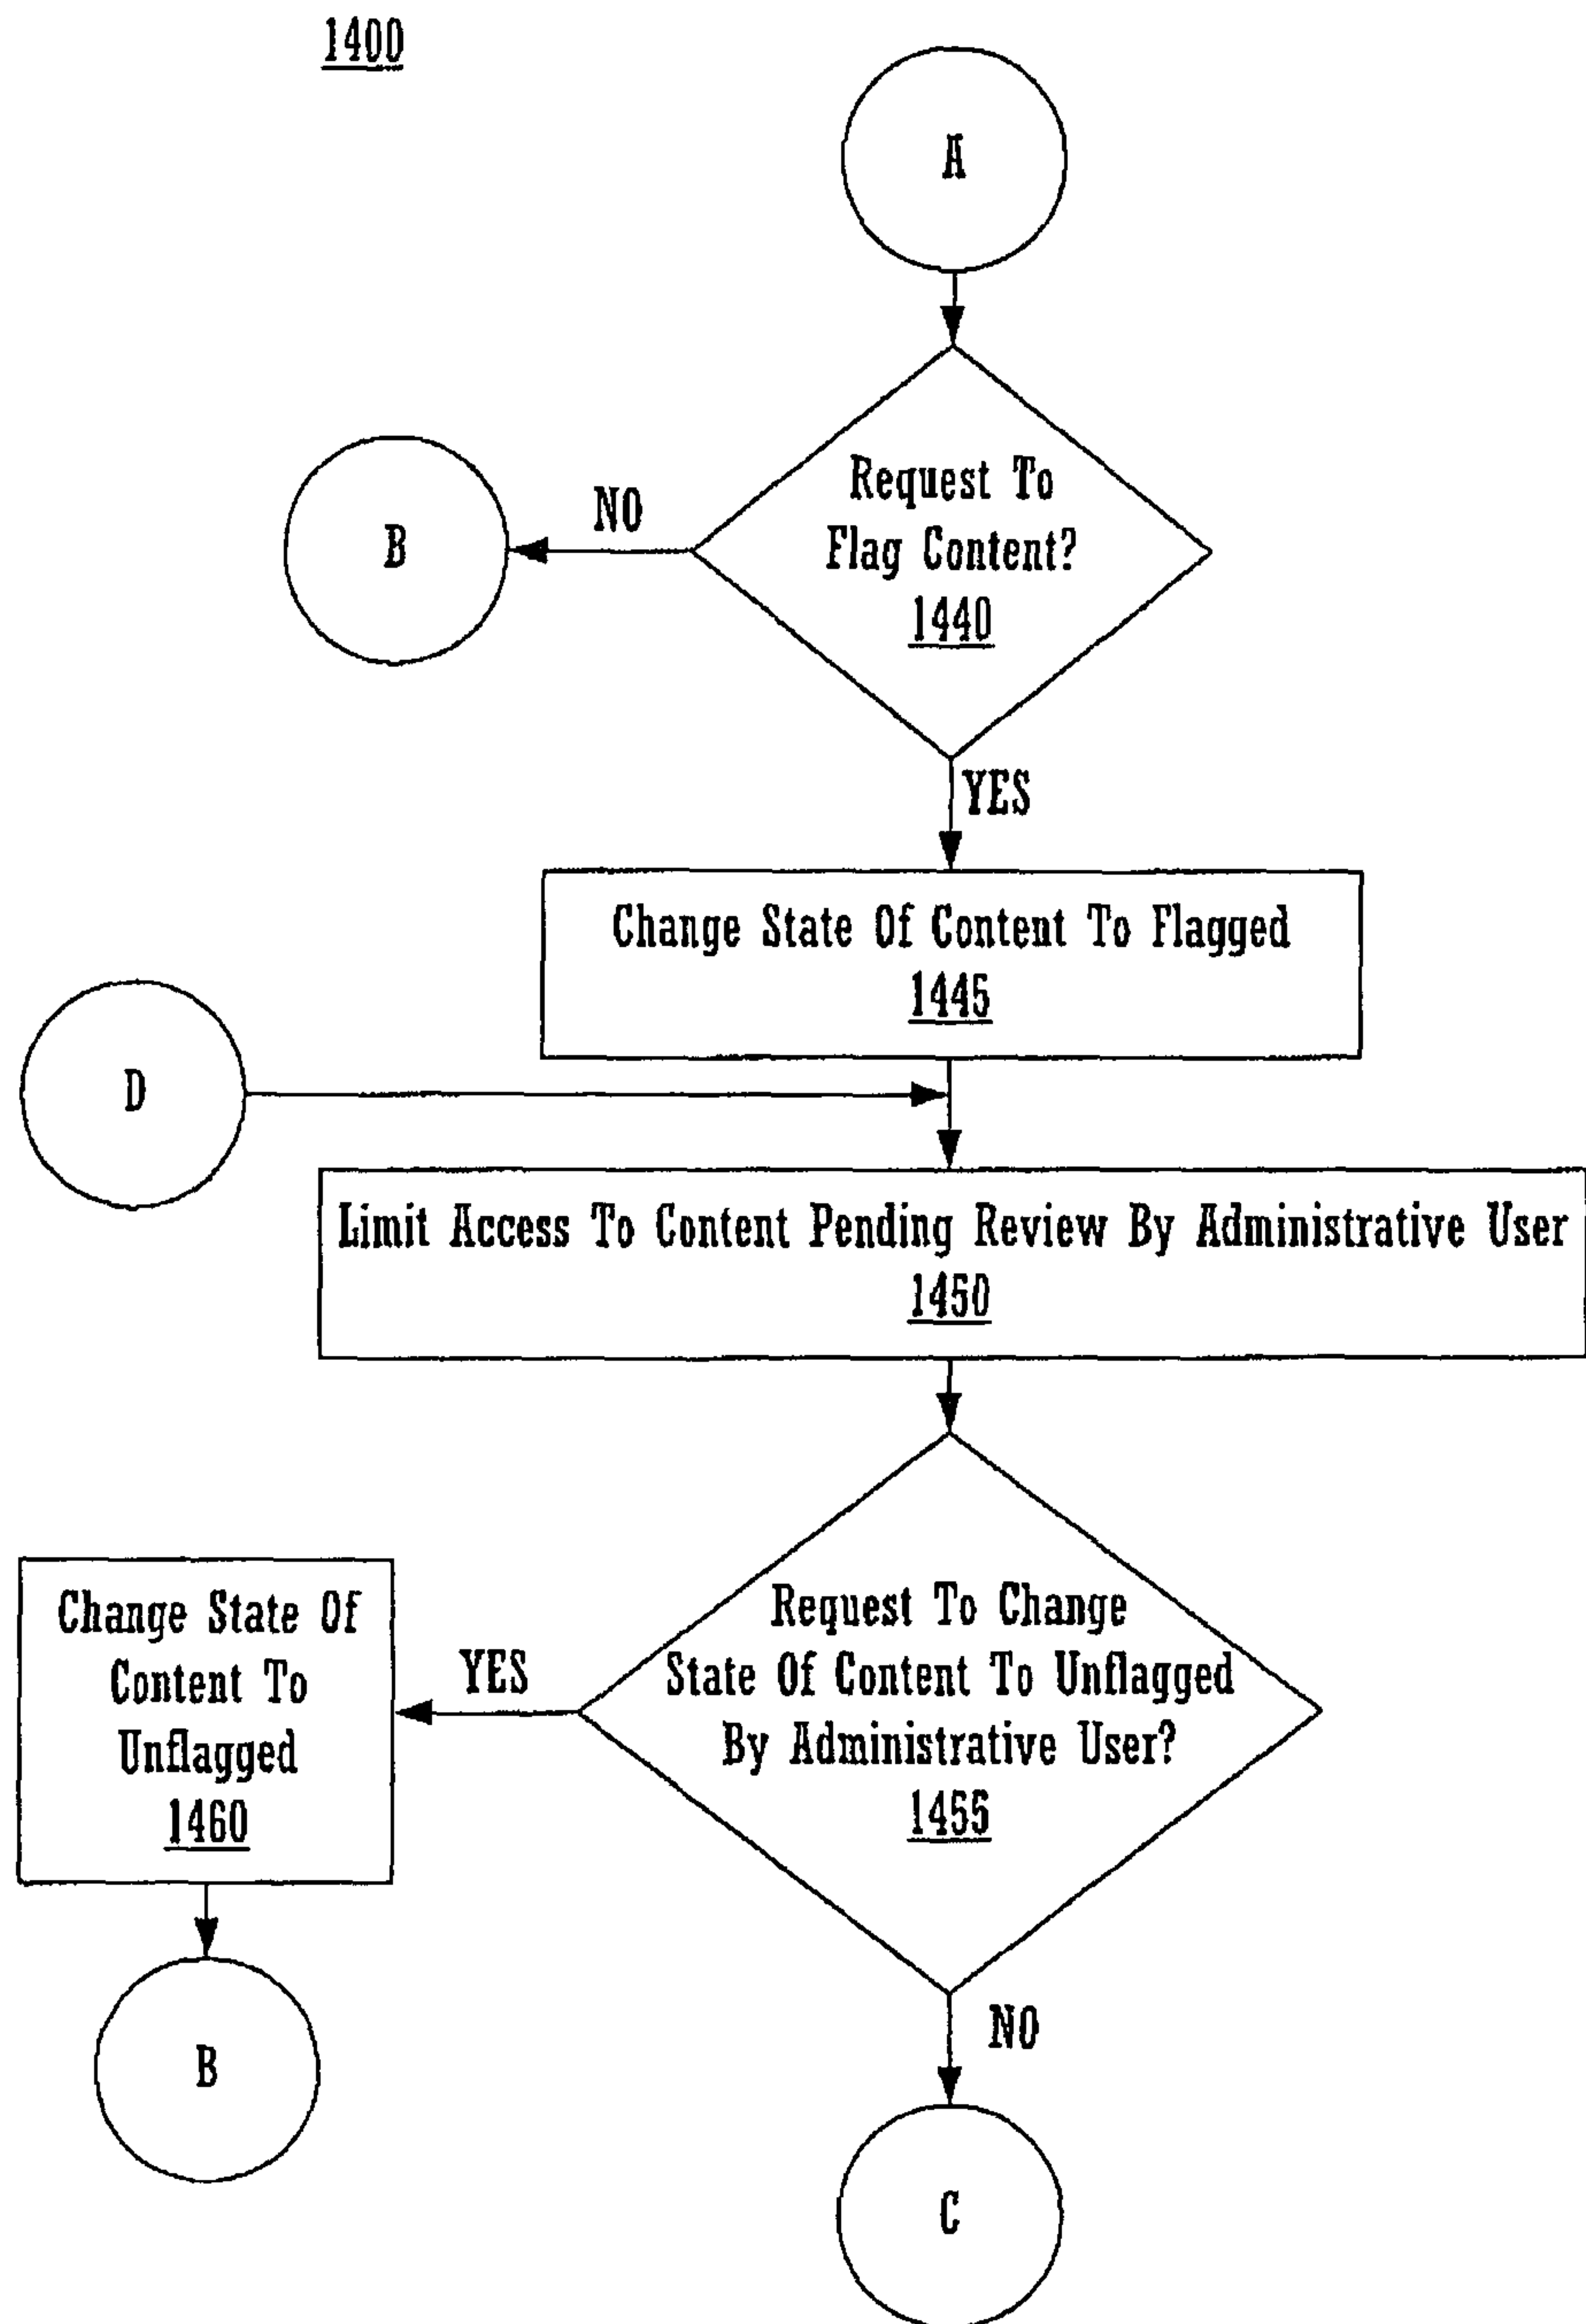 1400
A
Request To
Flag Content?
1440
NO
B
YES
Change State Of Content To Flagged
1445
D
Limit Access To Content Pending Review By Administrative User
1450
Request To Change
State Of Content To Unflagged
By Administrative User?
1455
YES
Change State Of
Content To
Unflagged
1460
B
NO
C